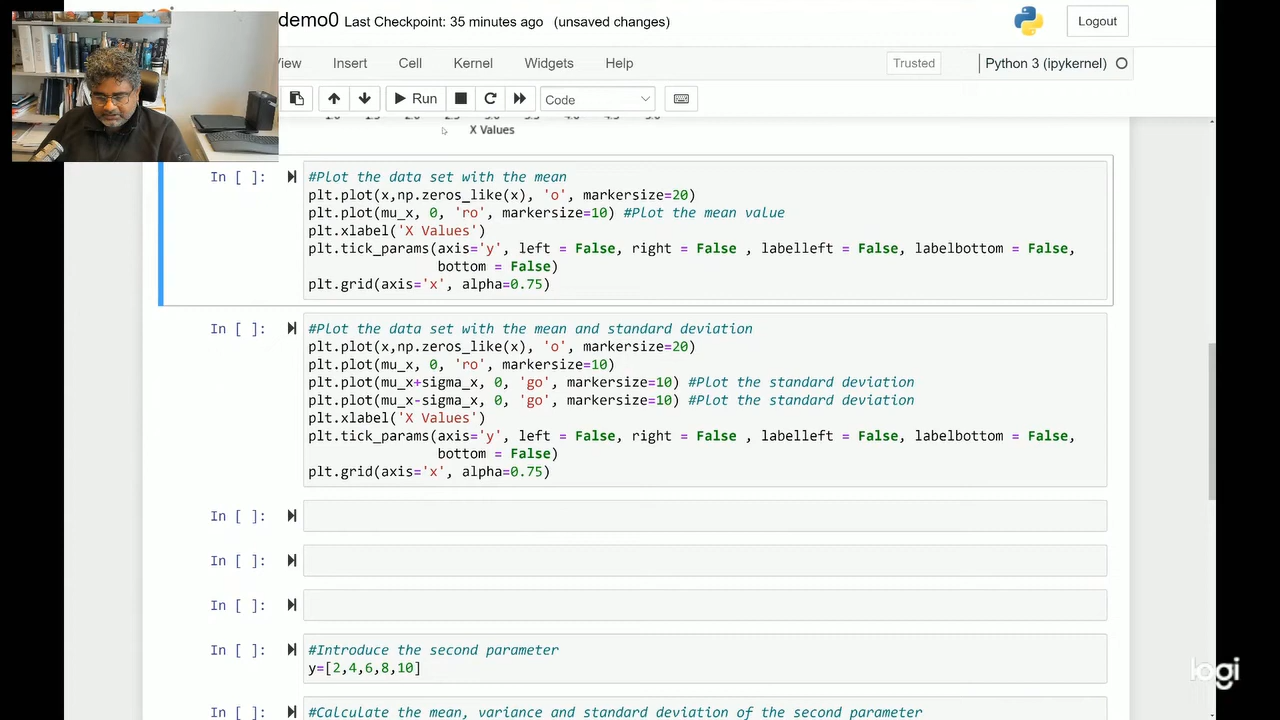 demo0 Last Checkpoint: 35 minutes ago (unsaved changes)
Logout
View Insert Cell Kernel Widgets Help
Trusted
Python 3 (ipykernel)
Run
Code
X Values
In [ ]:
#Plot the data set with the mean
plt.plot(x,np.zeros_like(x), 'o', markersize=20)
plt.plot(mu_x, 0, 'ro', markersize=10) #Plot the mean value
plt.xlabel('X Values')
plt.tick_params(axis='y', left = False, right = False , labelleft = False, labelbottom = False,
bottom = False)
plt.grid(axis='x', alpha=0.75)
In [ ]:
#Plot the data set with the mean and standard deviation
plt.plot(x,np.zeros_like(x), 'o', markersize=20)
plt.plot(mu_x, 0, 'ro', markersize=10)
plt.plot(mu_x+sigma_x, 0, 'go', markersize=10) #Plot the standard deviation
plt.plot(mu_x-sigma_x, 0, 'go', markersize=10) #Plot the standard deviation
plt.xlabel('X Values')
plt.tick_params(axis='y', left = False, right = False , labelleft = False, labelbottom = False,
bottom = False)
plt.grid(axis='x', alpha=0.75)
In [ ]:
In [ ]:
In [ ]:
In [ ]:
#Introduce the second parameter
y=[2,4,6,8,10]
In [ ]:
#Calculate the mean, variance and standard deviation of the second parameter
logi